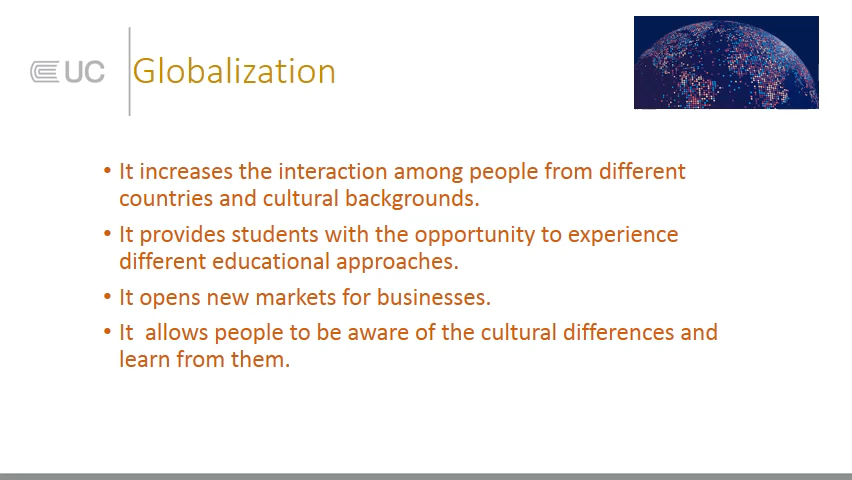 UC
Globalization
• It increases the interaction among people from different
countries and cultural backgrounds.
• It provides students with the opportunity to experience
different educational approaches.
• It opens new markets for businesses.
• It  allows people to be aware of the cultural differences and
learn from them.